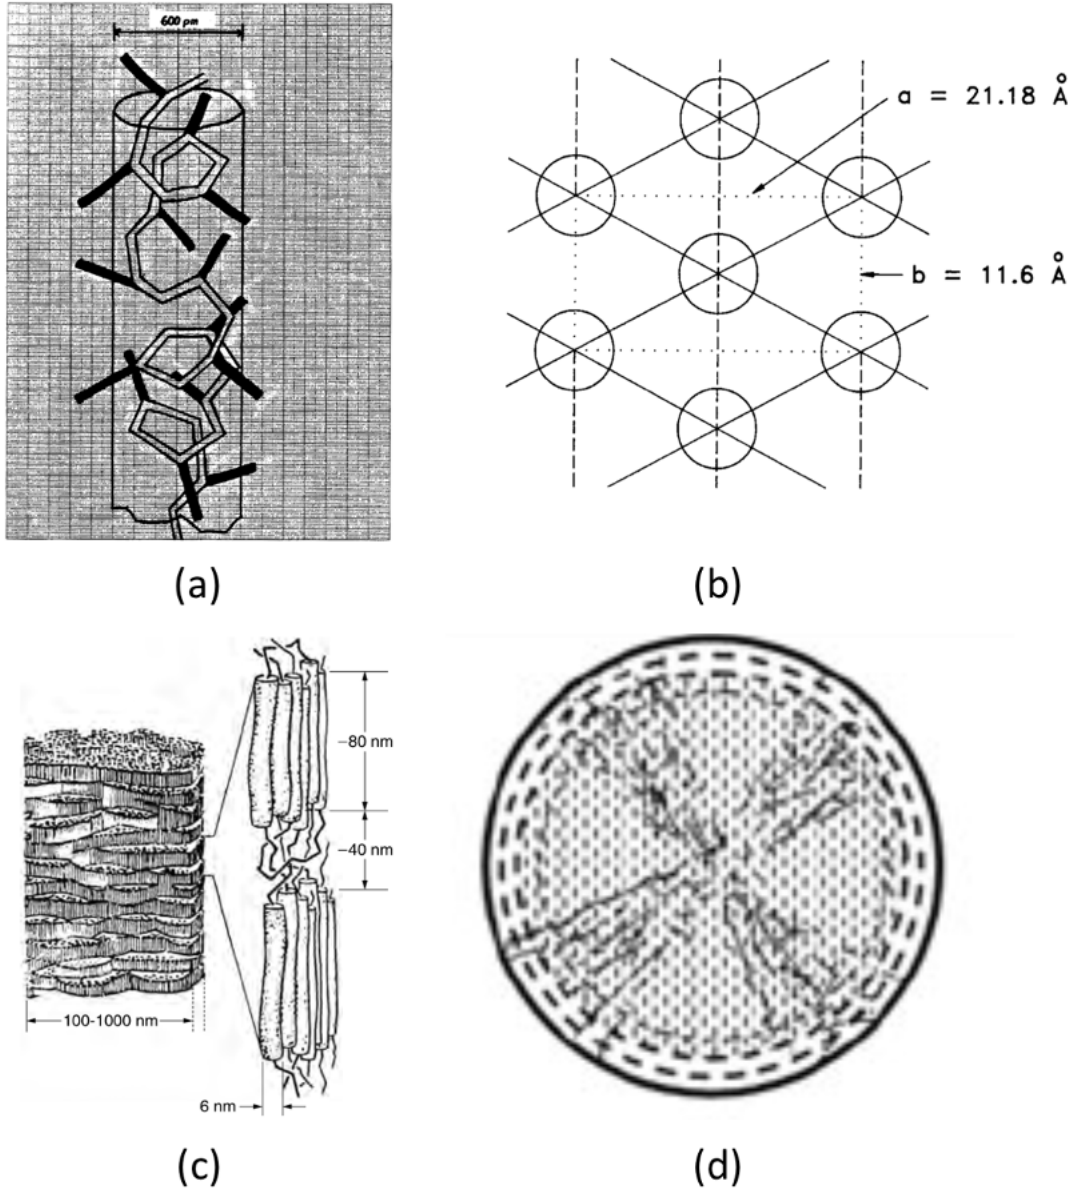 600 pm
a = 21.18 Å
b = 11.6 Å
(a)
(b)
~80 nm
~40 nm
100-1000 nm
6 nm
(c)
(d)